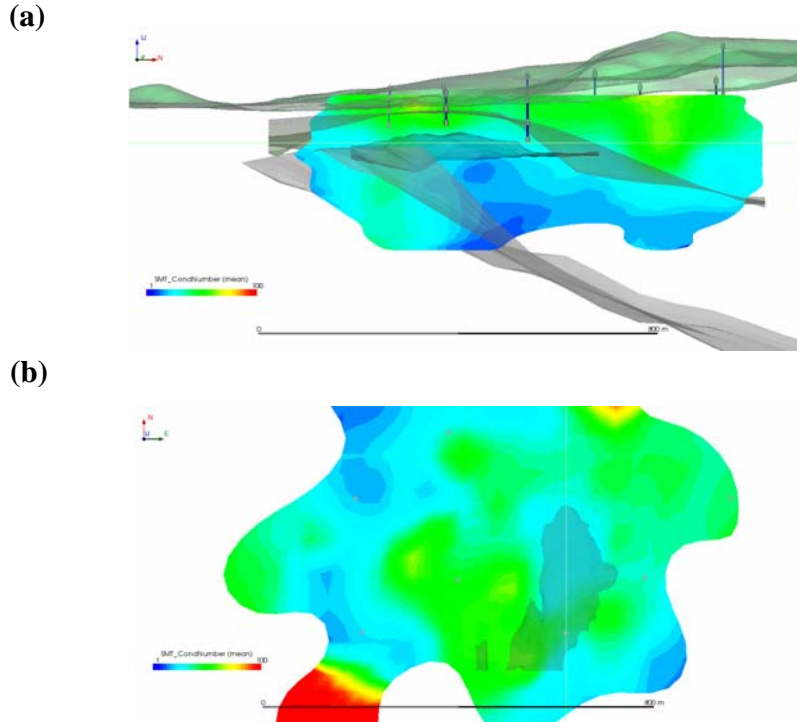 (a)
U
N
SMT_CondNumber (mean)
1 100
0 800 m
(b)
N
U E
SMT_CondNumber (mean)
1 100
0 800 m